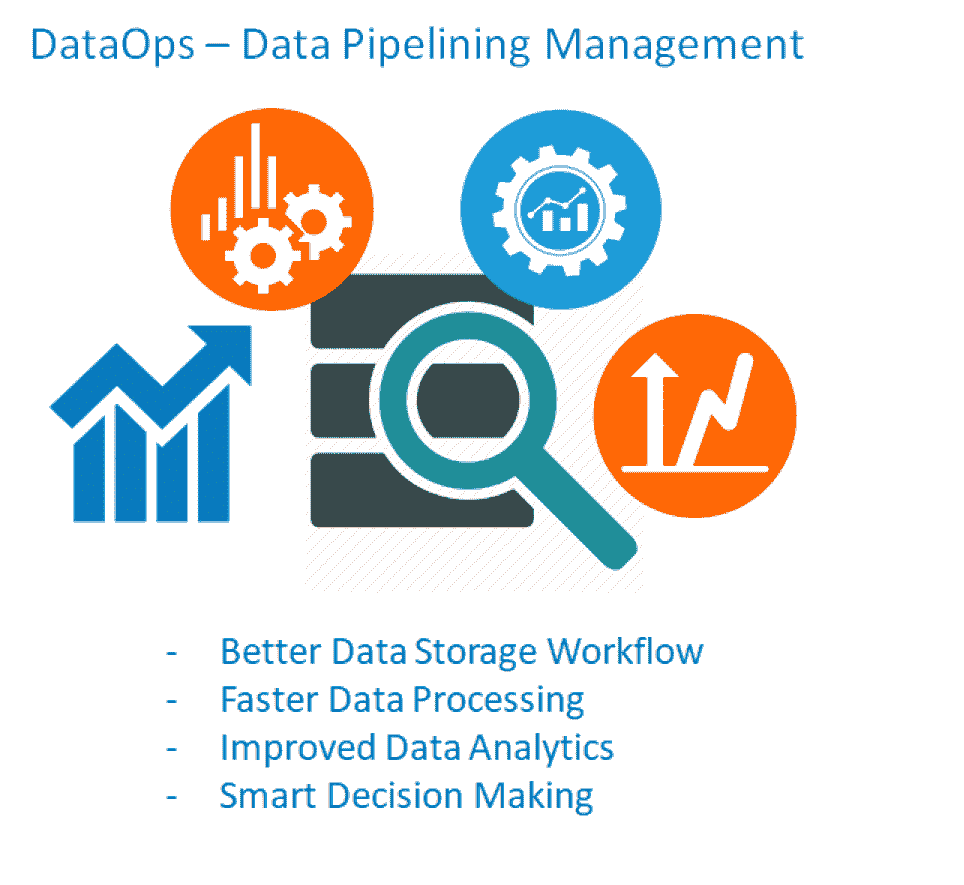 DataOps – Data Pipelining Management
- Better Data Storage Workflow
- Faster Data Processing
- Improved Data Analytics
- Smart Decision Making